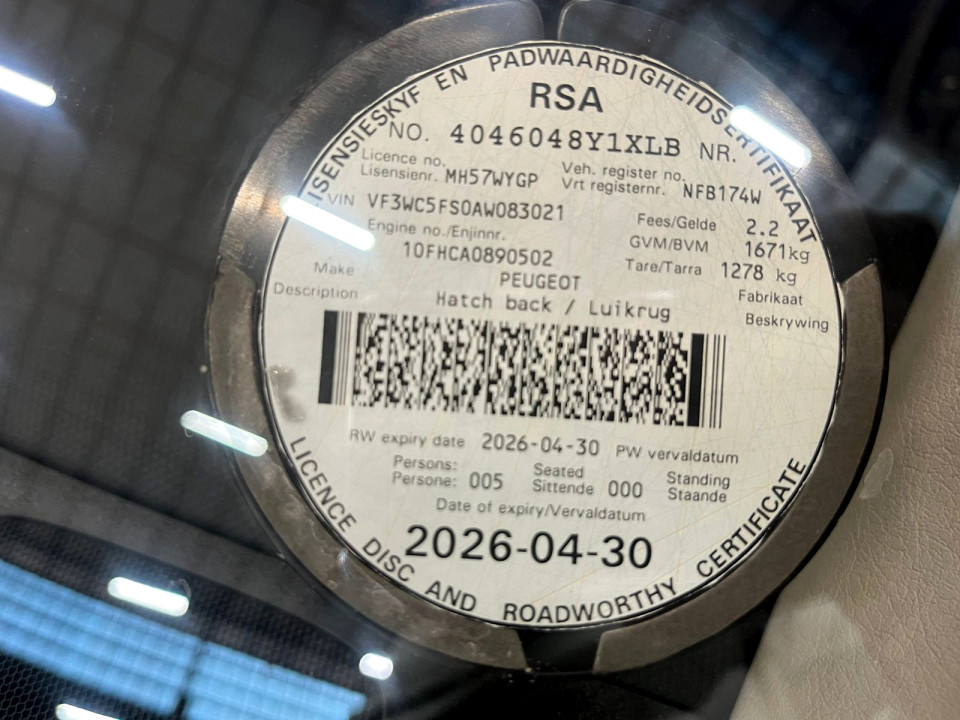 LISENSIESKYF EN PADWAARDIGHEIDSERTIFIKAAT
RSA
NO. 4046048Y1XLB NR.
Licence no.
Lisensienr. MH57WYGP
Veh. register no.
Vrt registernr. NFB174W
VIN VF3WC5FS0AW083021
Fees/Gelde 2.2
Engine no./Enjinnr.
10FHCA0890502
GVM/BVM 1671kg
Tare/Tarra 1278 kg
Make PEUGEOT Fabrikaat
Description Hatch back / Luikrug Beskrywing
RW expiry date 2026-04-30 PW vervaldatum
Persons:
Persone: 005
Seated
Sittende 000
Standing
Staande
Date of expiry/Vervaldatum
2026-04-30
LICENCE DISC AND ROADWORTHY CERTIFICATE